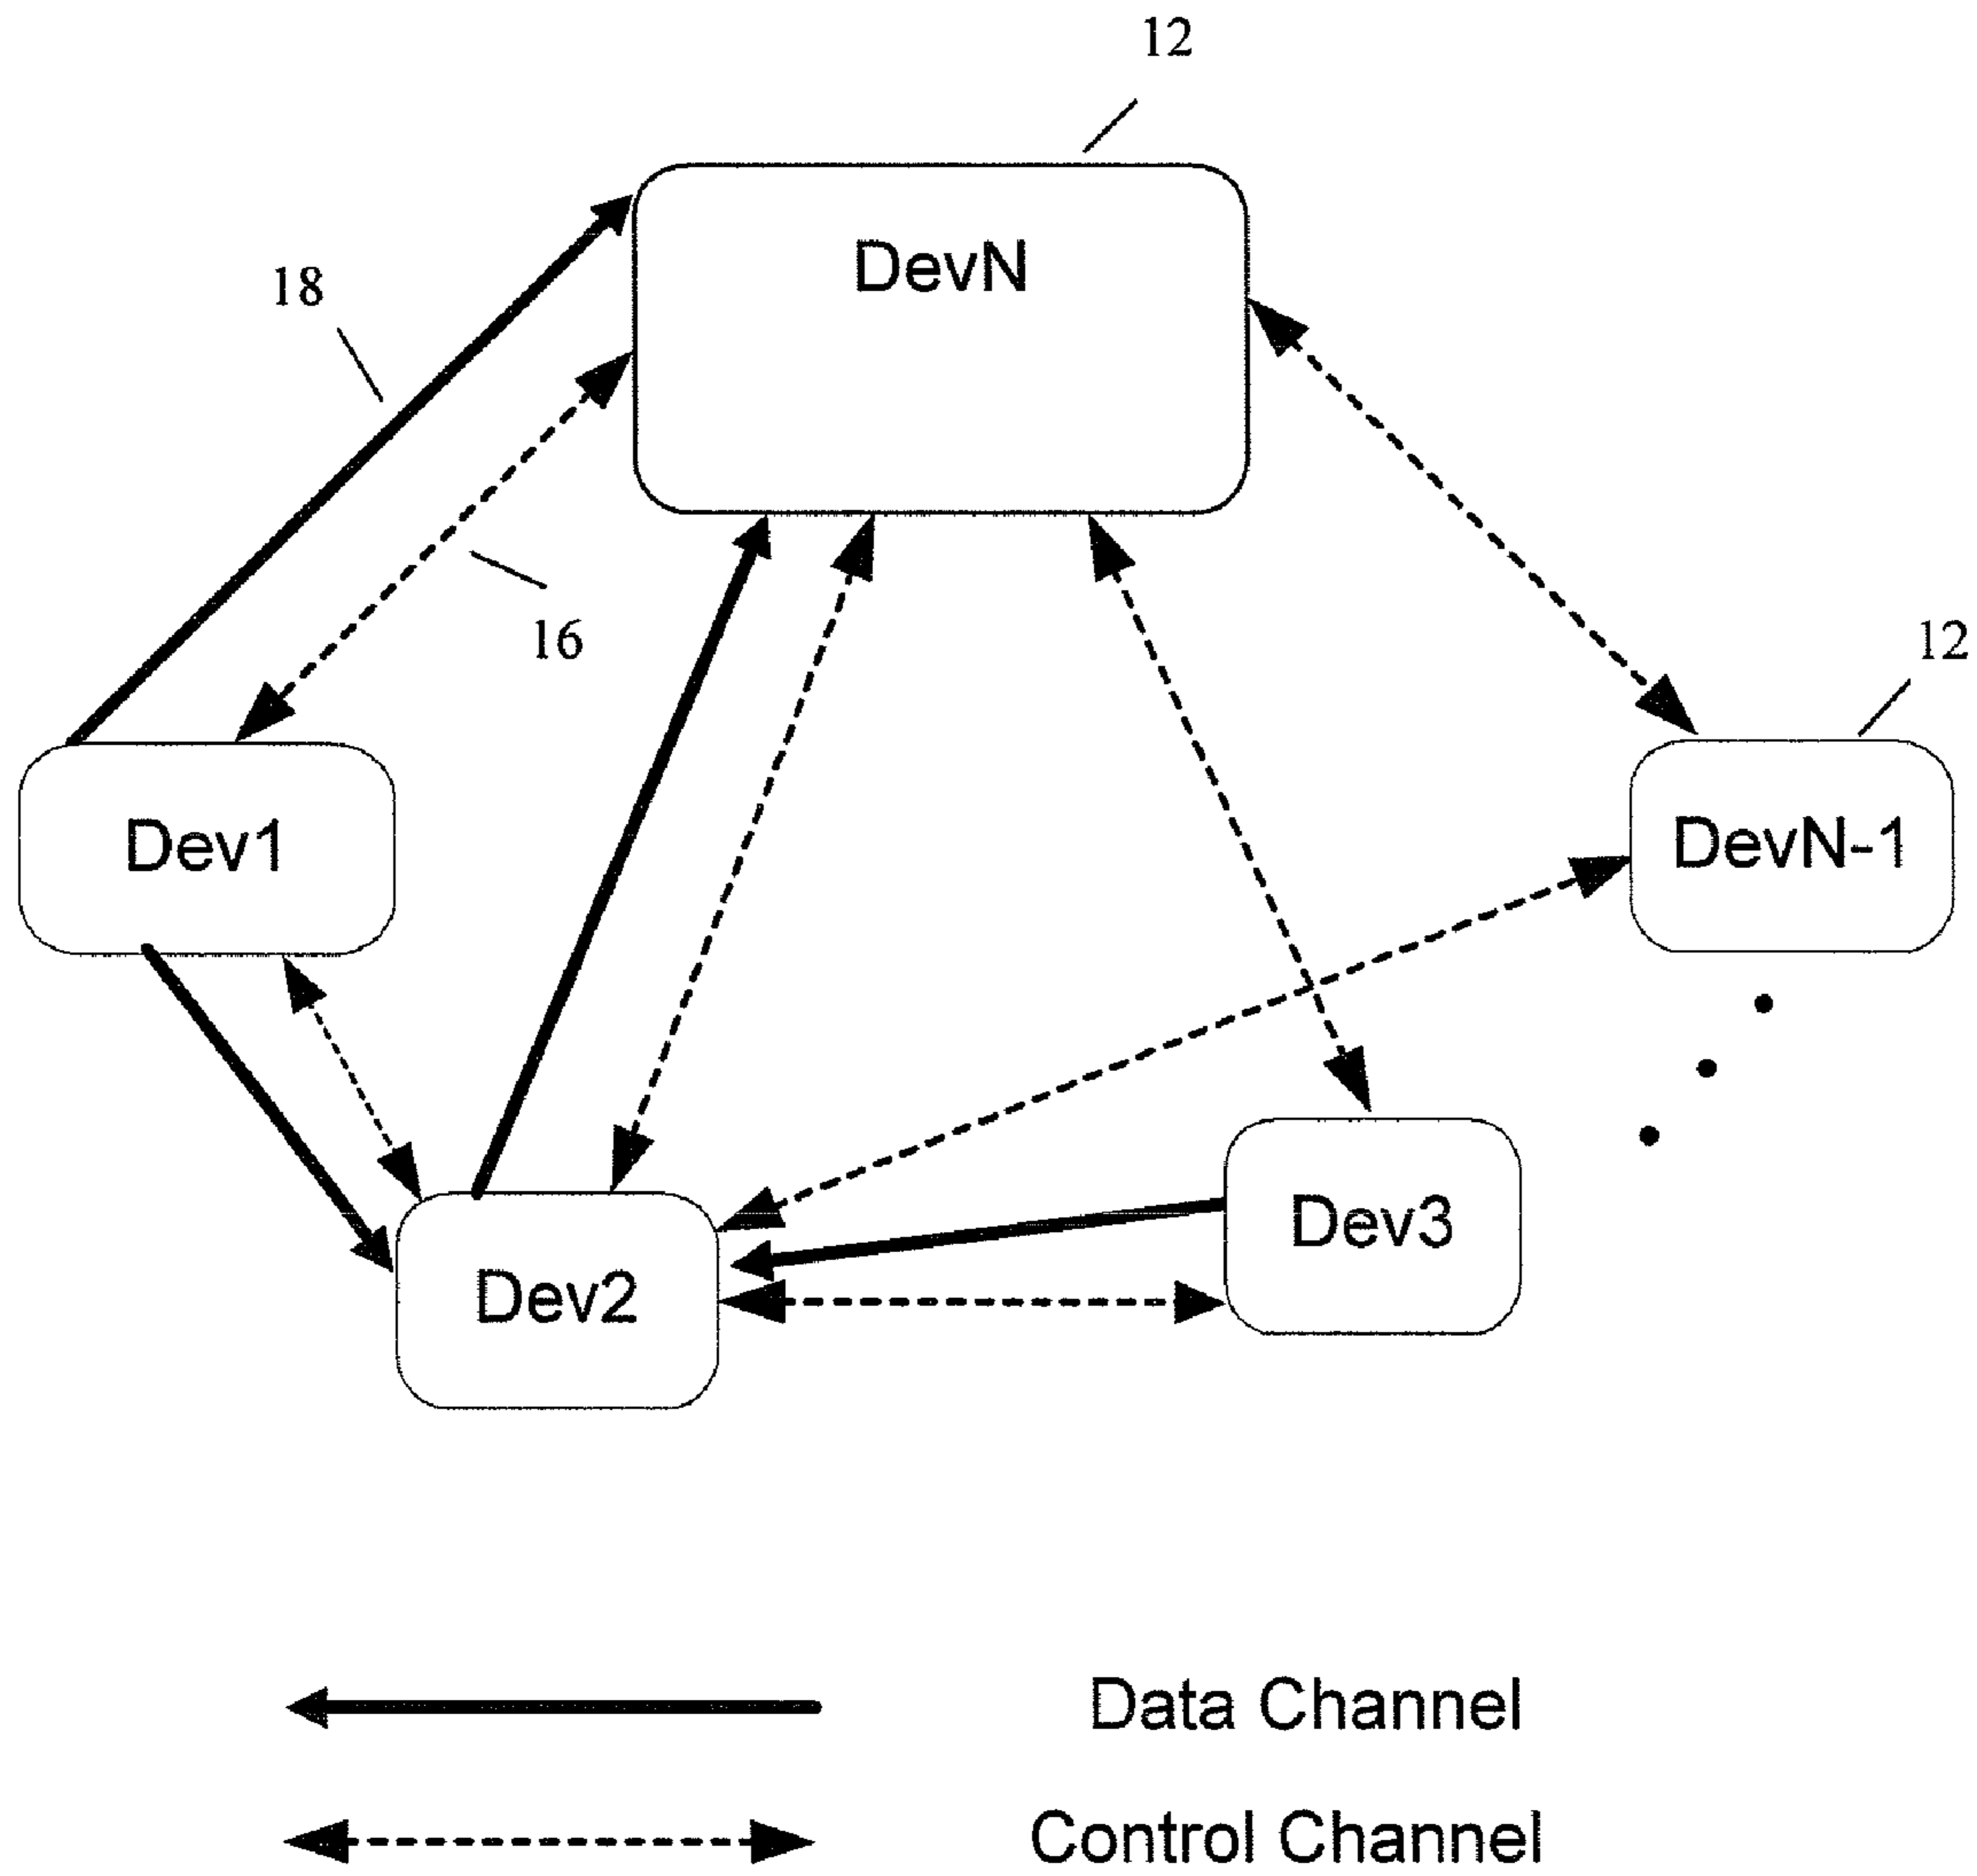 12
DevN
18
16
12
Dev1
DevN-1
Dev3
Dev2
Data Channel
Control Channel